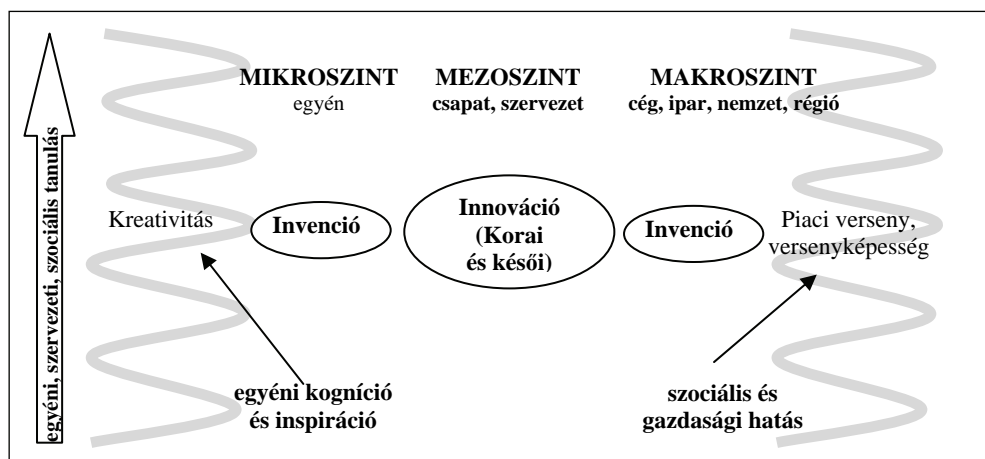 egyéni, szervezeti, szociális tanulás
MIKROSZINT
egyén
MEZOSZINT
csapat, szervezet
MAKROSZINT
cég, ipar, nemzet, régió
Kreativitás
Invenció
Innováció
(Korai
és késői)
Invenció
Piaci verseny,
versenyképesség
egyéni kogníció
és inspiráció
szociális és
gazdasági hatás